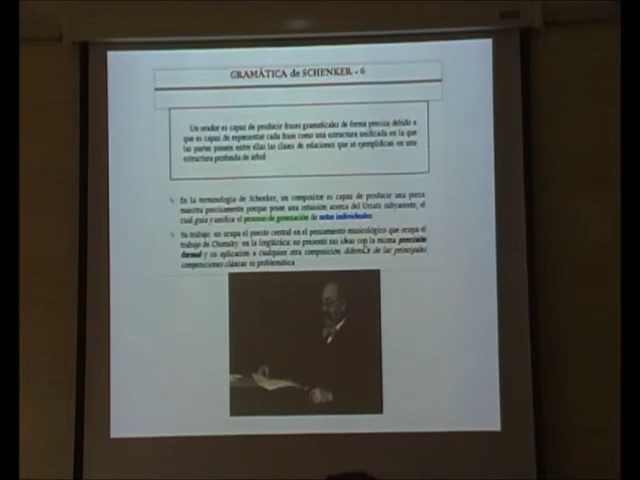 GRAMÁTICA de SCHENKER - 6
Un orador es capaz de producir frases gramaticales de forma precisa debido a
que es capaz de representar cada frase como una estructura unificada en la que
las partes poseen entre ellas las clases de relaciones que se ejemplifican en una
estructura profunda de árbol
En la terminología de Schenker, un compositor es capaz de producir una pieza
maestra precisamente porque posee una intuición acerca del Ursatz subyacente, el
cual guía y unifica el proceso de generación de notas individuales.
Su trabajo no ocupa el puesto central en el pensamiento musicológico que ocupa el
trabajo de Chomsky en la lingüística; no presentó sus ideas con la misma precisión
formal y su aplicación a cualquier otra composición diferente de las principales
composiciones clásicas es problemática